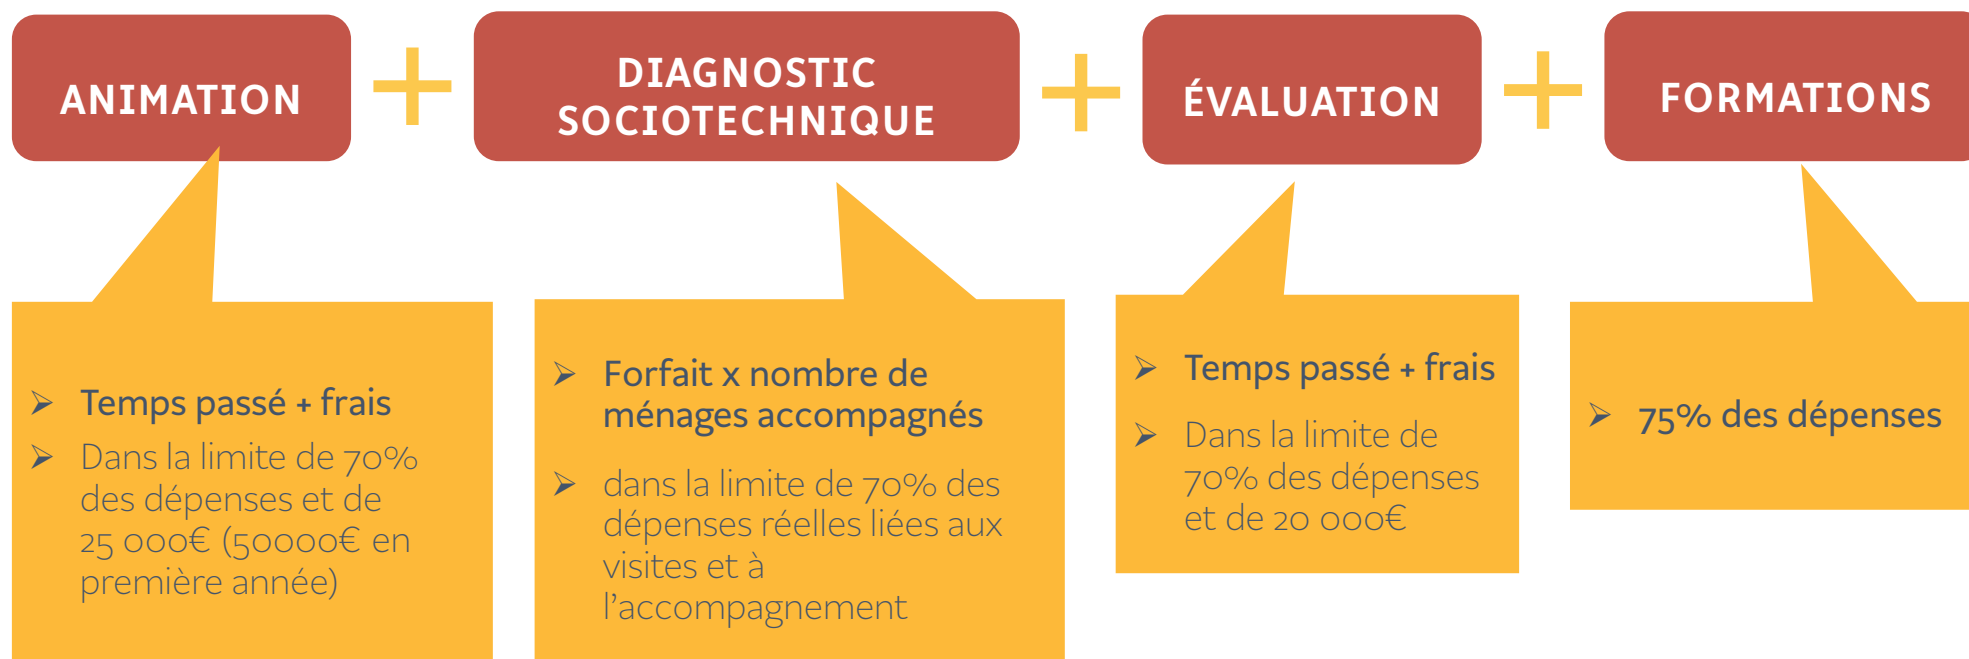 ANIMATION
DIAGNOSTIC
SOCIOTECHNIQUE
ÉVALUATION
FORMATIONS
➢ Temps passé + frais
➢ Dans la limite de 70%
des dépenses et de
25 000€ (50000€ en
première année)
➢ Forfait x nombre de
ménages accompagnés
➢ dans la limite de 70% des
dépenses réelles liées aux
visites et à
l’accompagnement
➢ Temps passé + frais
➢ Dans la limite de
70% des dépenses
et de 20 000€
➢ 75% des dépenses